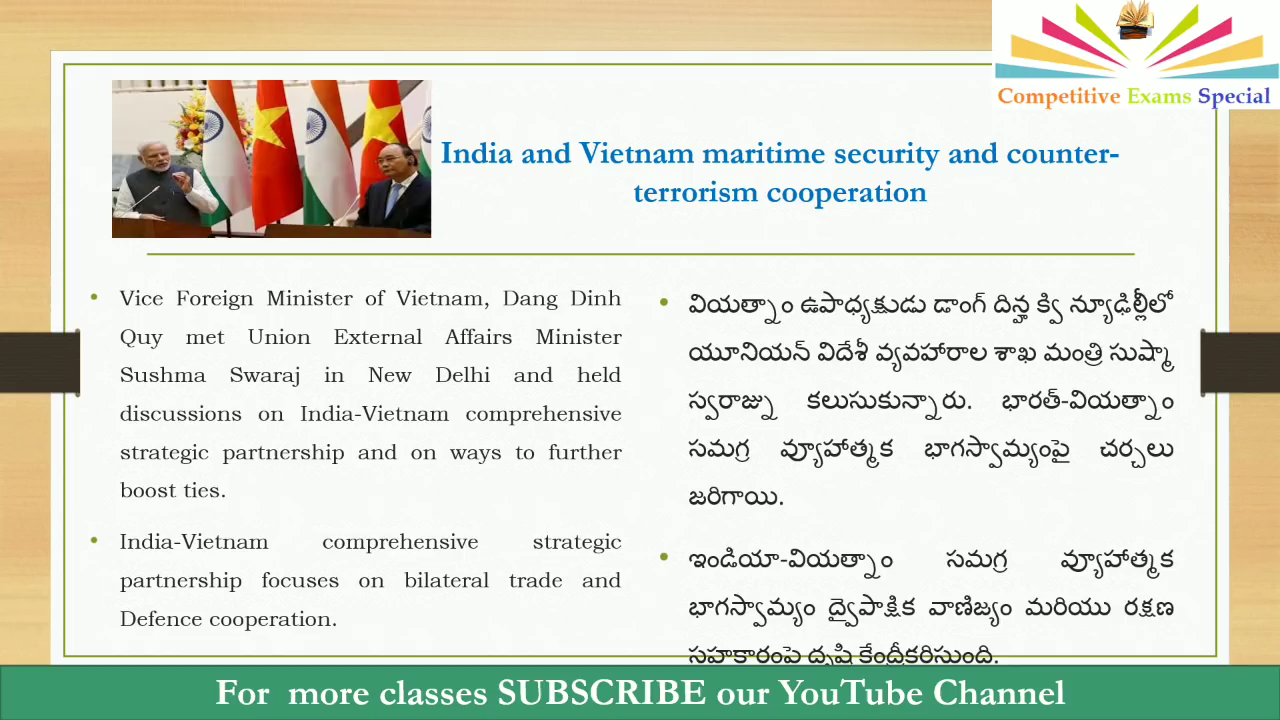 Competitive Exams Special
India and Vietnam maritime security and counter-
terrorism cooperation
• Vice Foreign Minister of Vietnam, Dang Dinh
Quy met Union External Affairs Minister
Sushma Swaraj in New Delhi and held
discussions on India-Vietnam comprehensive
strategic partnership and on ways to further
boost ties.
• India-Vietnam comprehensive strategic
partnership focuses on bilateral trade and
Defence cooperation.
• వియత్నాం ఉపాధ్యక్షుడు డాంగ్ దిన్హ క్వి న్యూఢిల్లీలో
యూనియన్ విదేశీ వ్యవహారాల శాఖ మంత్రి సుష్మా
స్వరాజ్ను కలుసుకున్నారు. భారత్-వియత్నాం
సమగ్ర వ్యూహాత్మక భాగస్వామ్యంపై చర్చలు
జరిగాయి.
• ఇండియా-వియత్నాం సమగ్ర వ్యూహాత్మక
భాగస్వామ్యం ద్వైపాక్షిక వాణిజ్యం మరియు రక్షణ
సహకారంపై దృష్టి కేంద్రీకరిస్తుంది.
For more classes SUBSCRIBE our YouTube Channel